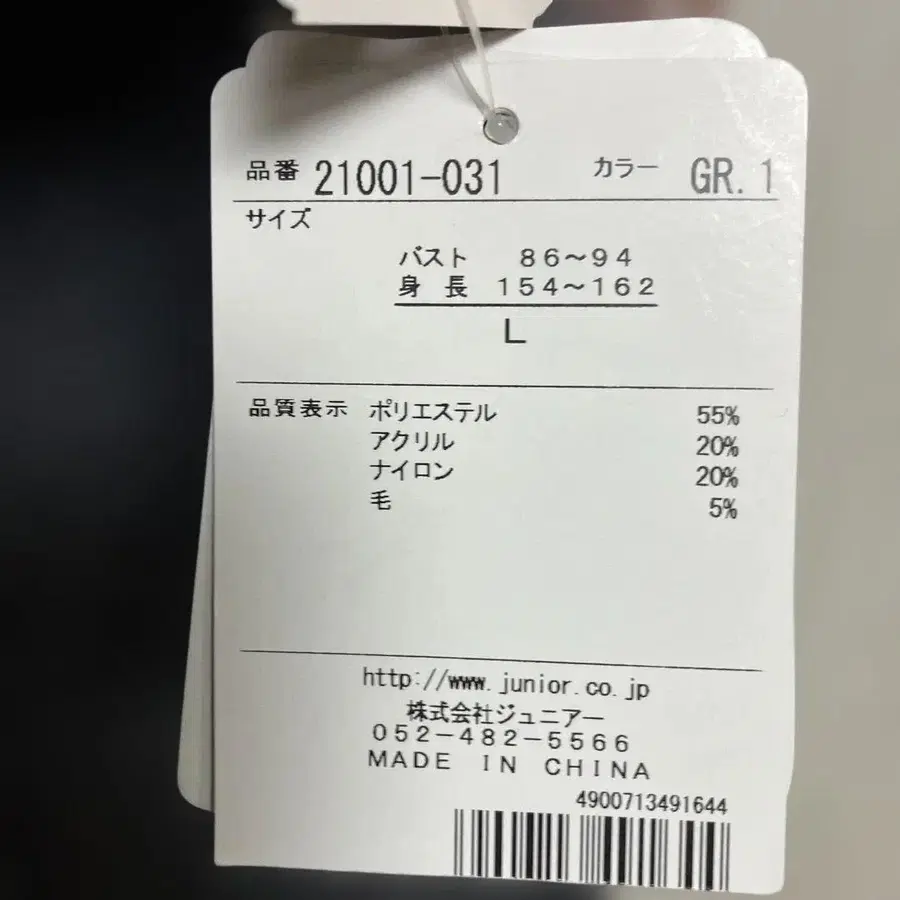 品番 21001-031 カラー GR. 1
サイズ
バスト 86～94
身 長 154～162
L
品質表示 ポリエステル 55%
アクリル 20%
ナイロン 20%
毛 5%
http://www.junior.co.jp
株式会社ジュニアー
052-482-5566
MADE IN CHINA
4900713491644